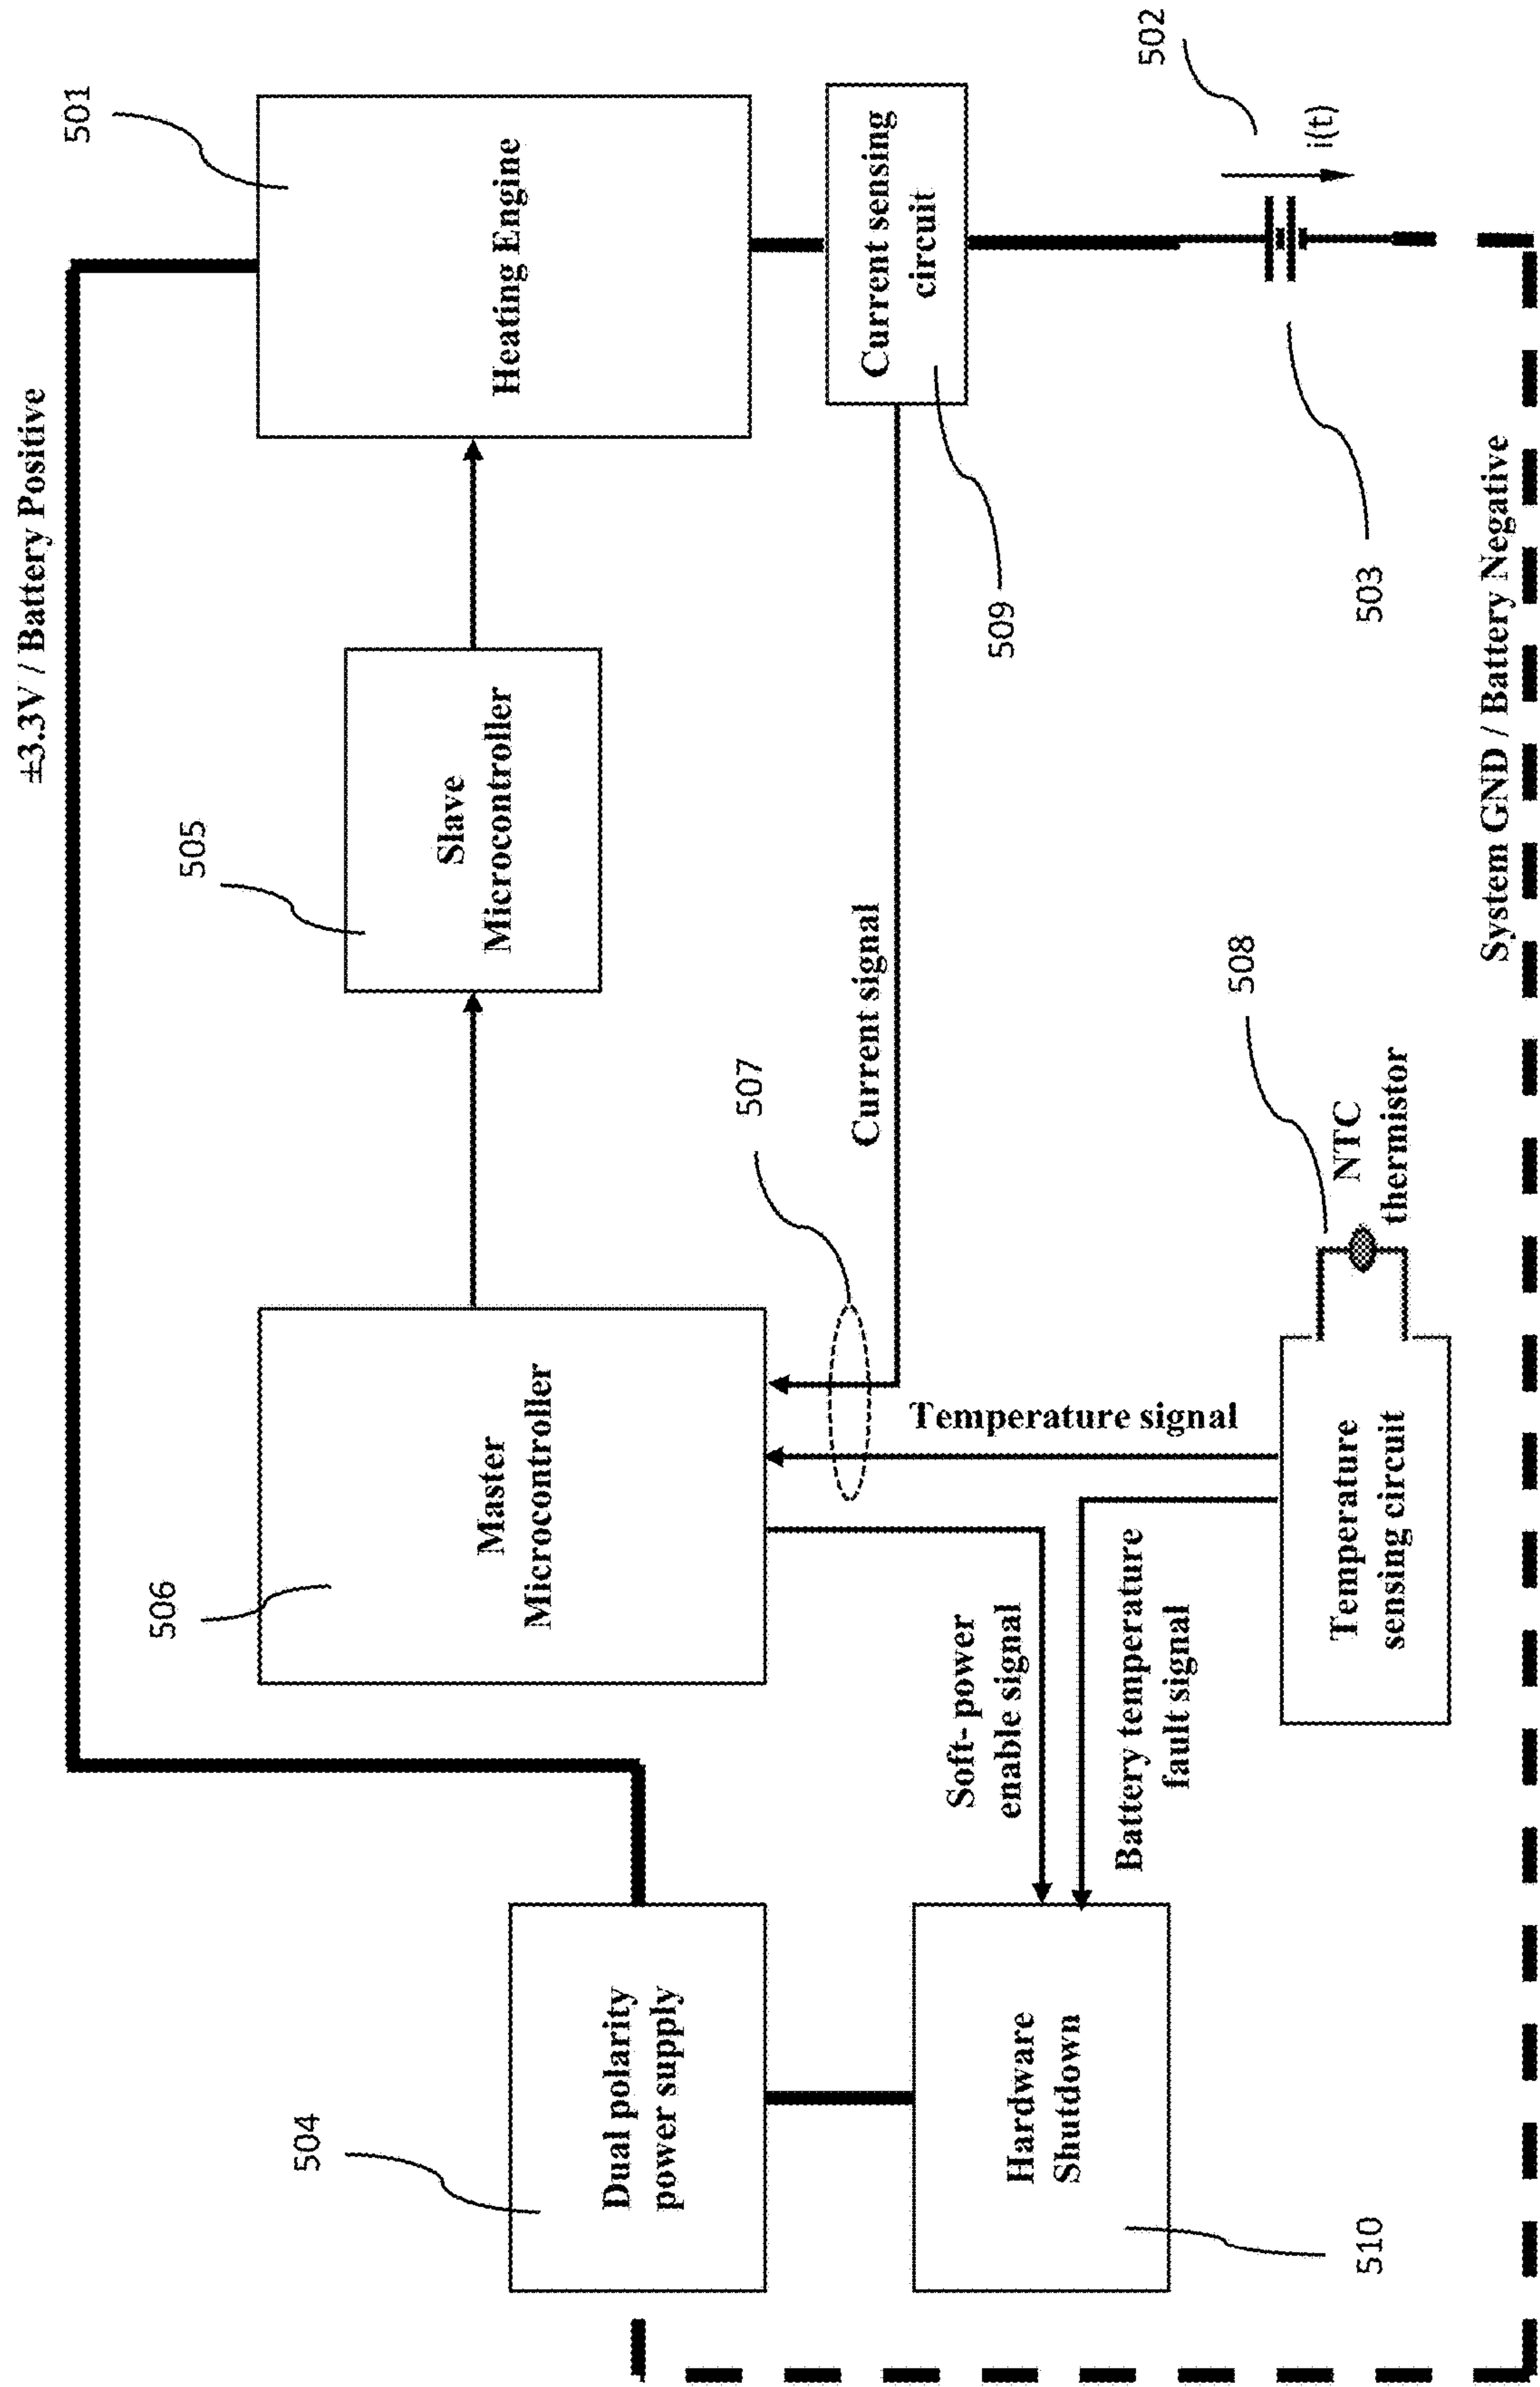 ±3.3V / Battery Positive
501
505
506
504
Heating Engine
Slave
Microcontroller
Master
Microcontroller
Dual polarity
power supply
507
Current sensing
circuit
509
Current signal
Temperature signal
Soft- power
enable signal
Battery temperature
fault signal
Hardware
Shutdown
510
502
i(t)
503
508
NTC
thermistor
Temperature
sensing circuit
System GND / Battery Negative